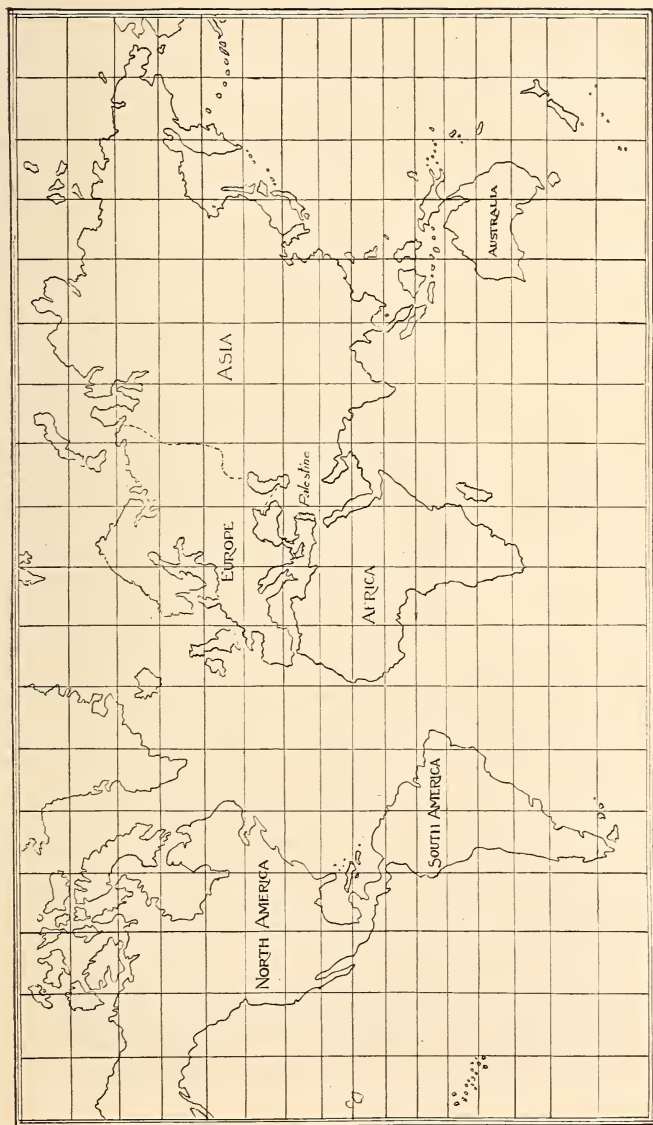 NORTH AMERICA
SOUTH AMERICA
EUROPE
ASIA
Palestine
AFRICA
AUSTRALIA